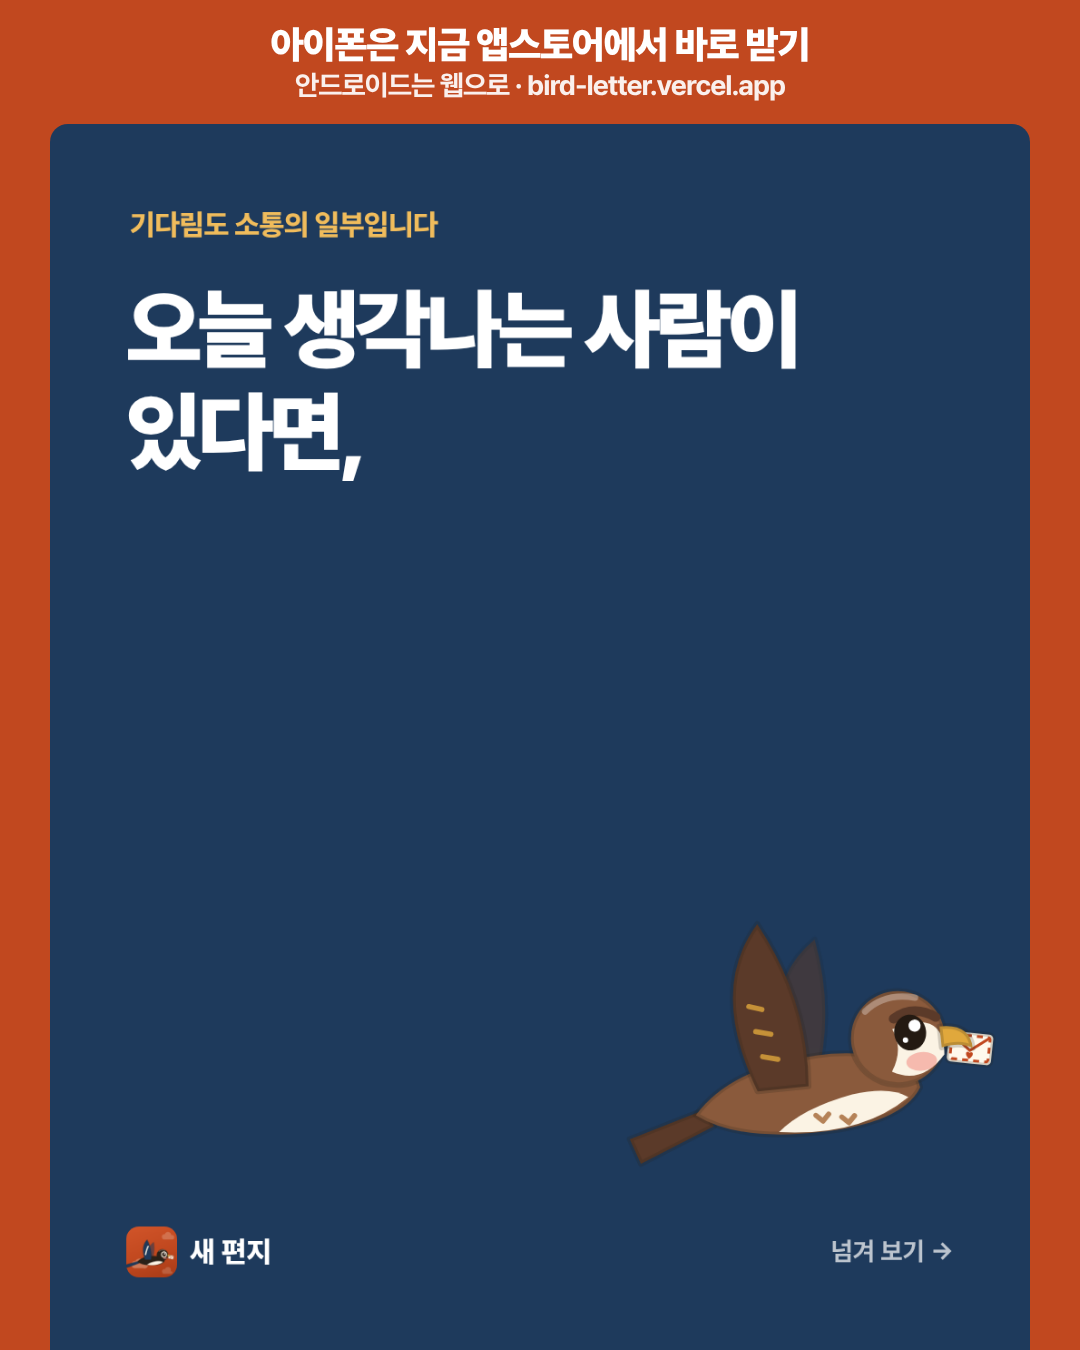 아이폰은 지금 앱스토어에서 바로 받기
안드로이드는 웹으로 · bird-letter.vercel.app
기다림도 소통의 일부입니다
오늘 생각나는 사람이
있다면,
새 편지
넘겨 보기 →